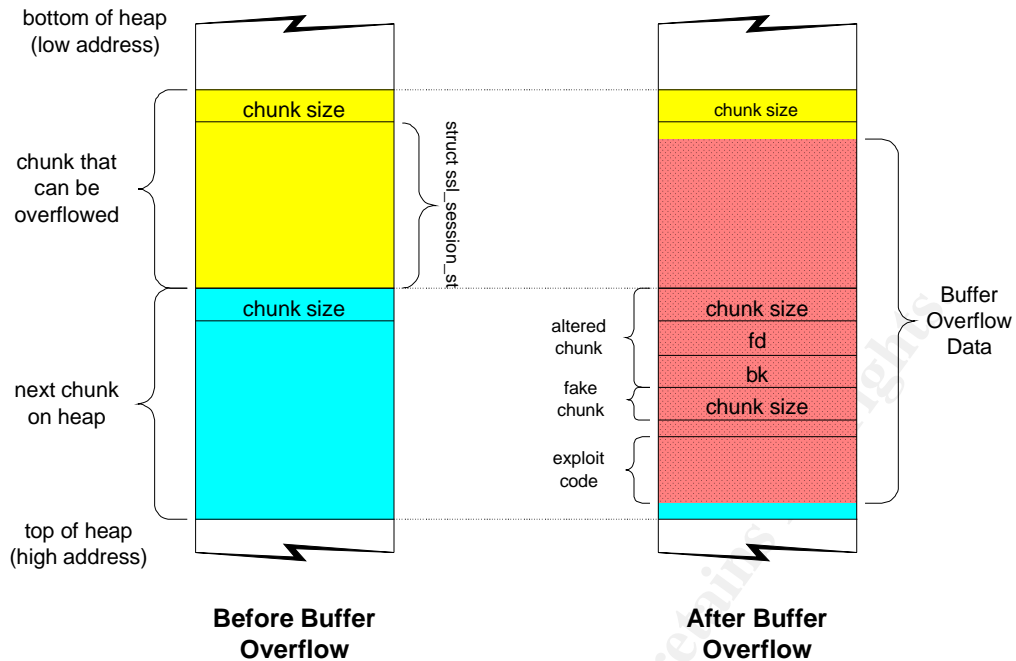 bottom of heap
(low address)
chunk size
chunk that
can be
overflowed
struct ssl_session_st
chunk size
next chunk
on heap
top of heap
(high address)
Before Buffer
Overflow
chunk size
altered
chunk
chunk size
fd
bk
fake
chunk
chunk size
exploit
code
Buffer
Overflow
Data
After Buffer
Overflow
retains
rights